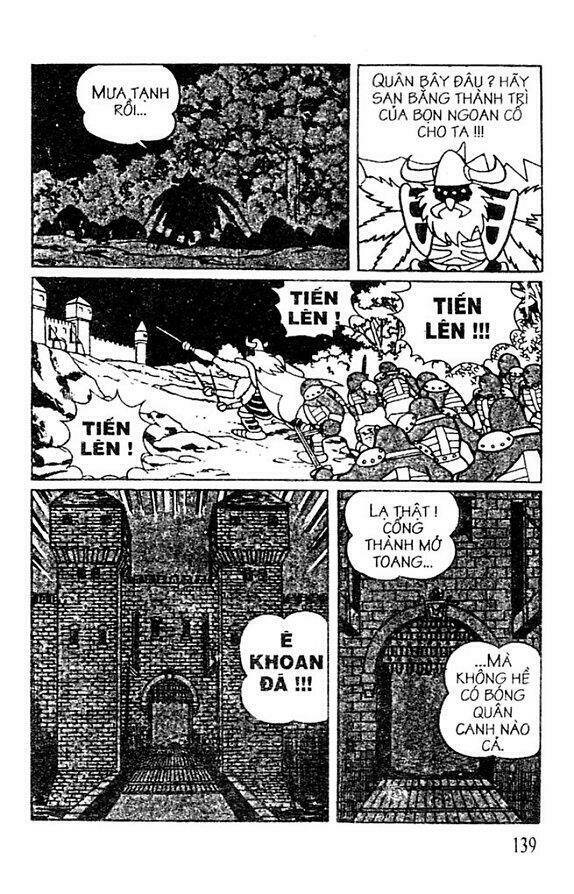 MƯA TẠNH
RỒI...
QUÂN BÂY ĐÂU ? HÃY
SAN BẰNG THÀNH TRÌ
CỦA BỌN NGOAN CỐ
CHO TA !!!
TIẾN
LÊN !
TIẾN
LÊN !!!
TIẾN
LÊN !
Ê
KHOAN
ĐÃ !!!
LẠ THẬT !
CỔNG
THÀNH MỞ
TOANG...
...MÀ
KHÔNG HỀ
CÓ BÓNG
QUÂN
CANH NÀO
CẢ.
139